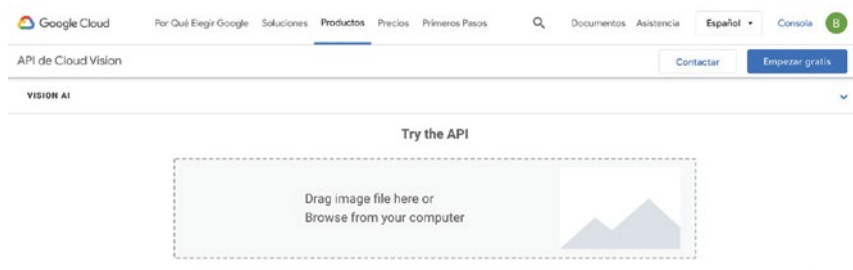 Google Cloud Por Qué Elegir Google Soluciones Productos Precios Primeros Pasos Documentos Asistencia Español Consola B
API de Cloud Vision Contactar Empezar gratis
VISION AI
Try the API
Drag image file here or
Browse from your computer